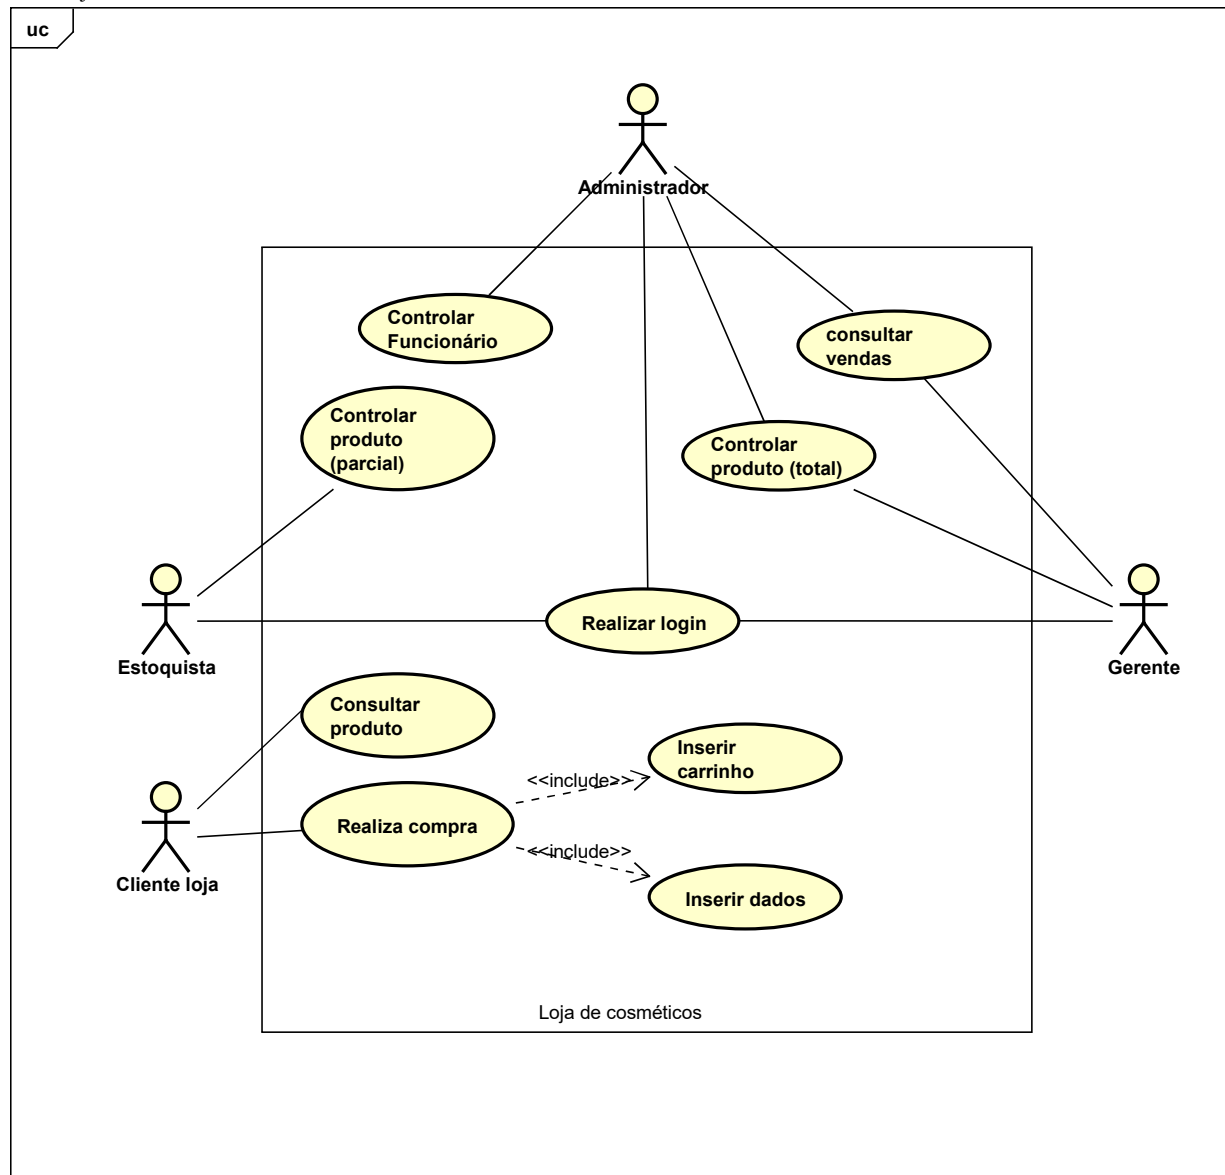 uc
Administrador
Controlar
Funcionário
consultar
vendas
Controlar
produto
(parcial)
Controlar
produto (total)
Realizar login
Estoquista
Gerente
Consultar
produto
Inserir
carrinho
<<include>>
Realiza compra
<<include>>
Cliente loja
Inserir dados
Loja de cosméticos